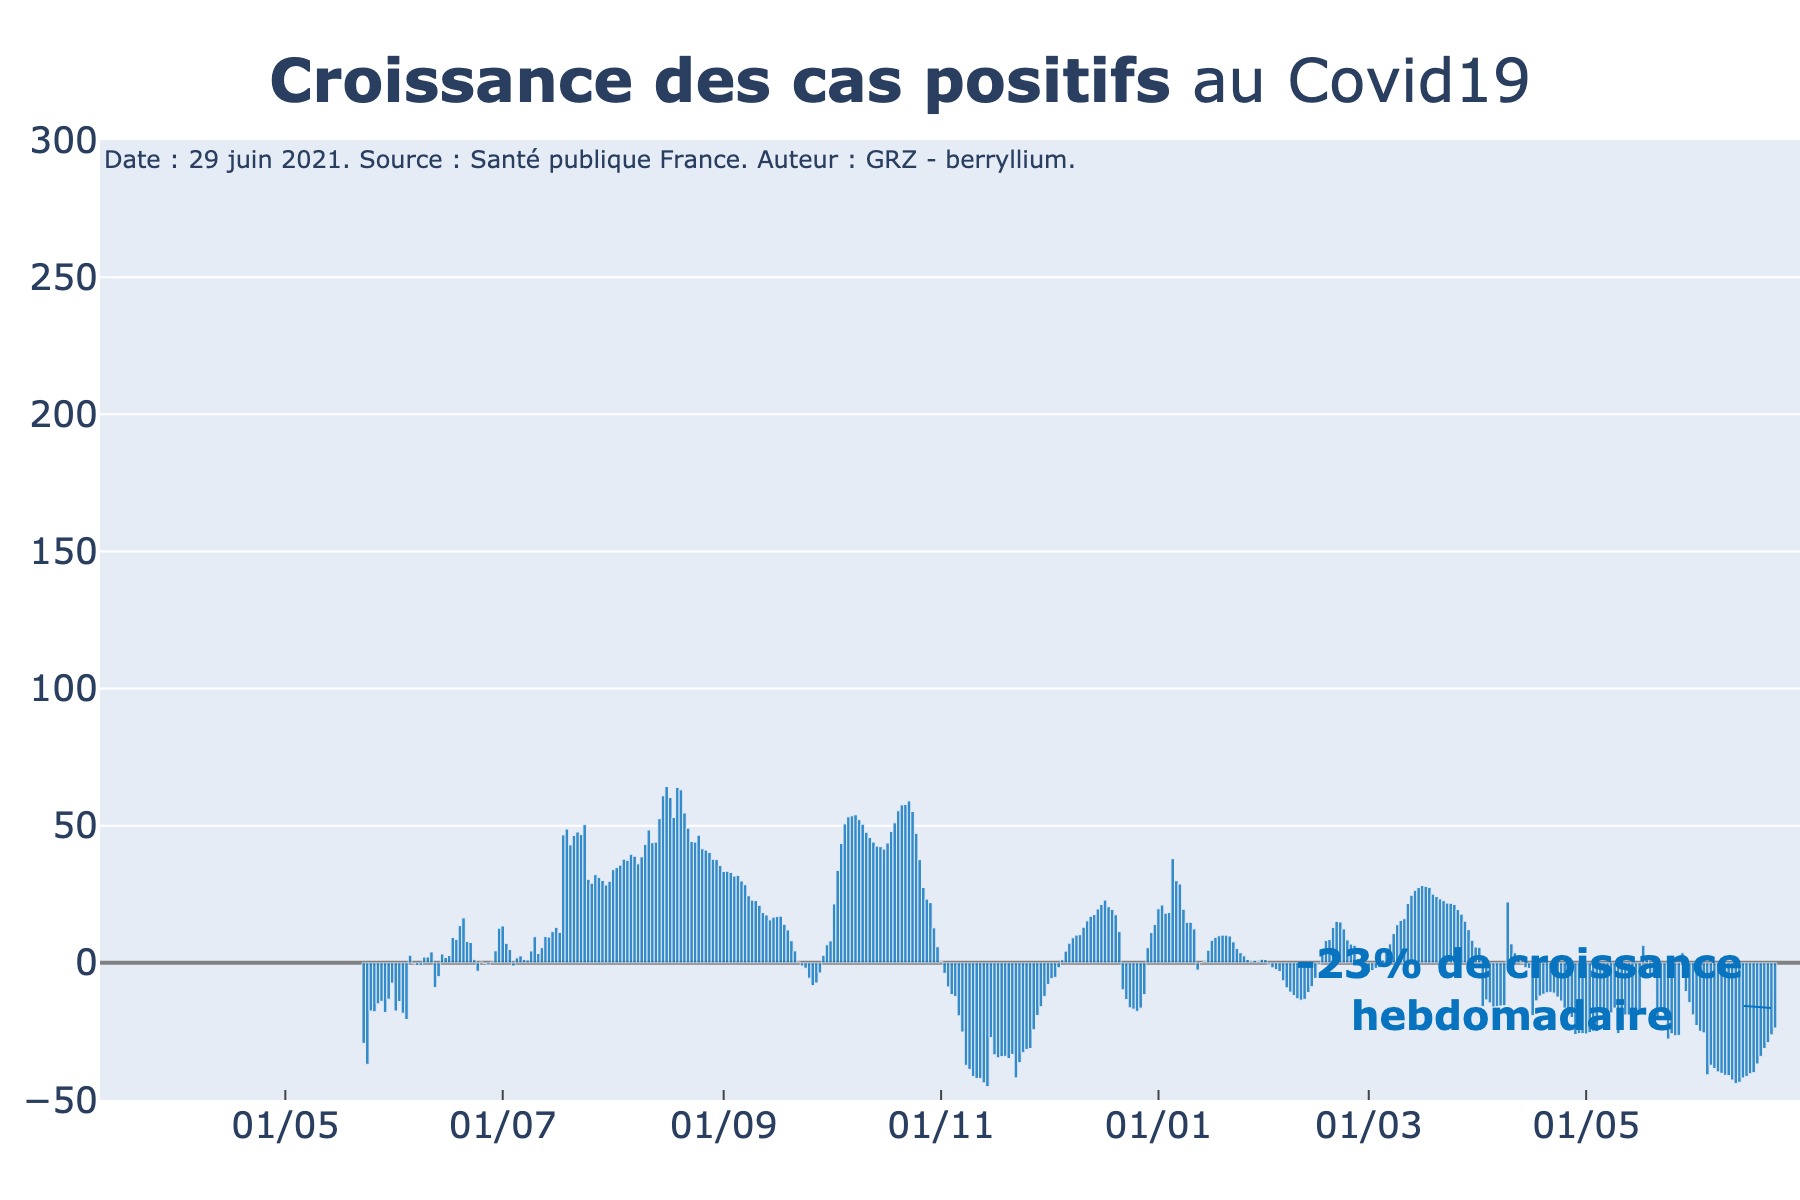 Croissance des cas positifs au Covid19
300
Date : 29 juin 2021. Source : Santé publique France. Auteur : GRZ - berryllium.
250
200
150
100
50
0
-23% de croissance
hebdomadaire
−50
01/05 01/07 01/09 01/11 01/01 01/03 01/05